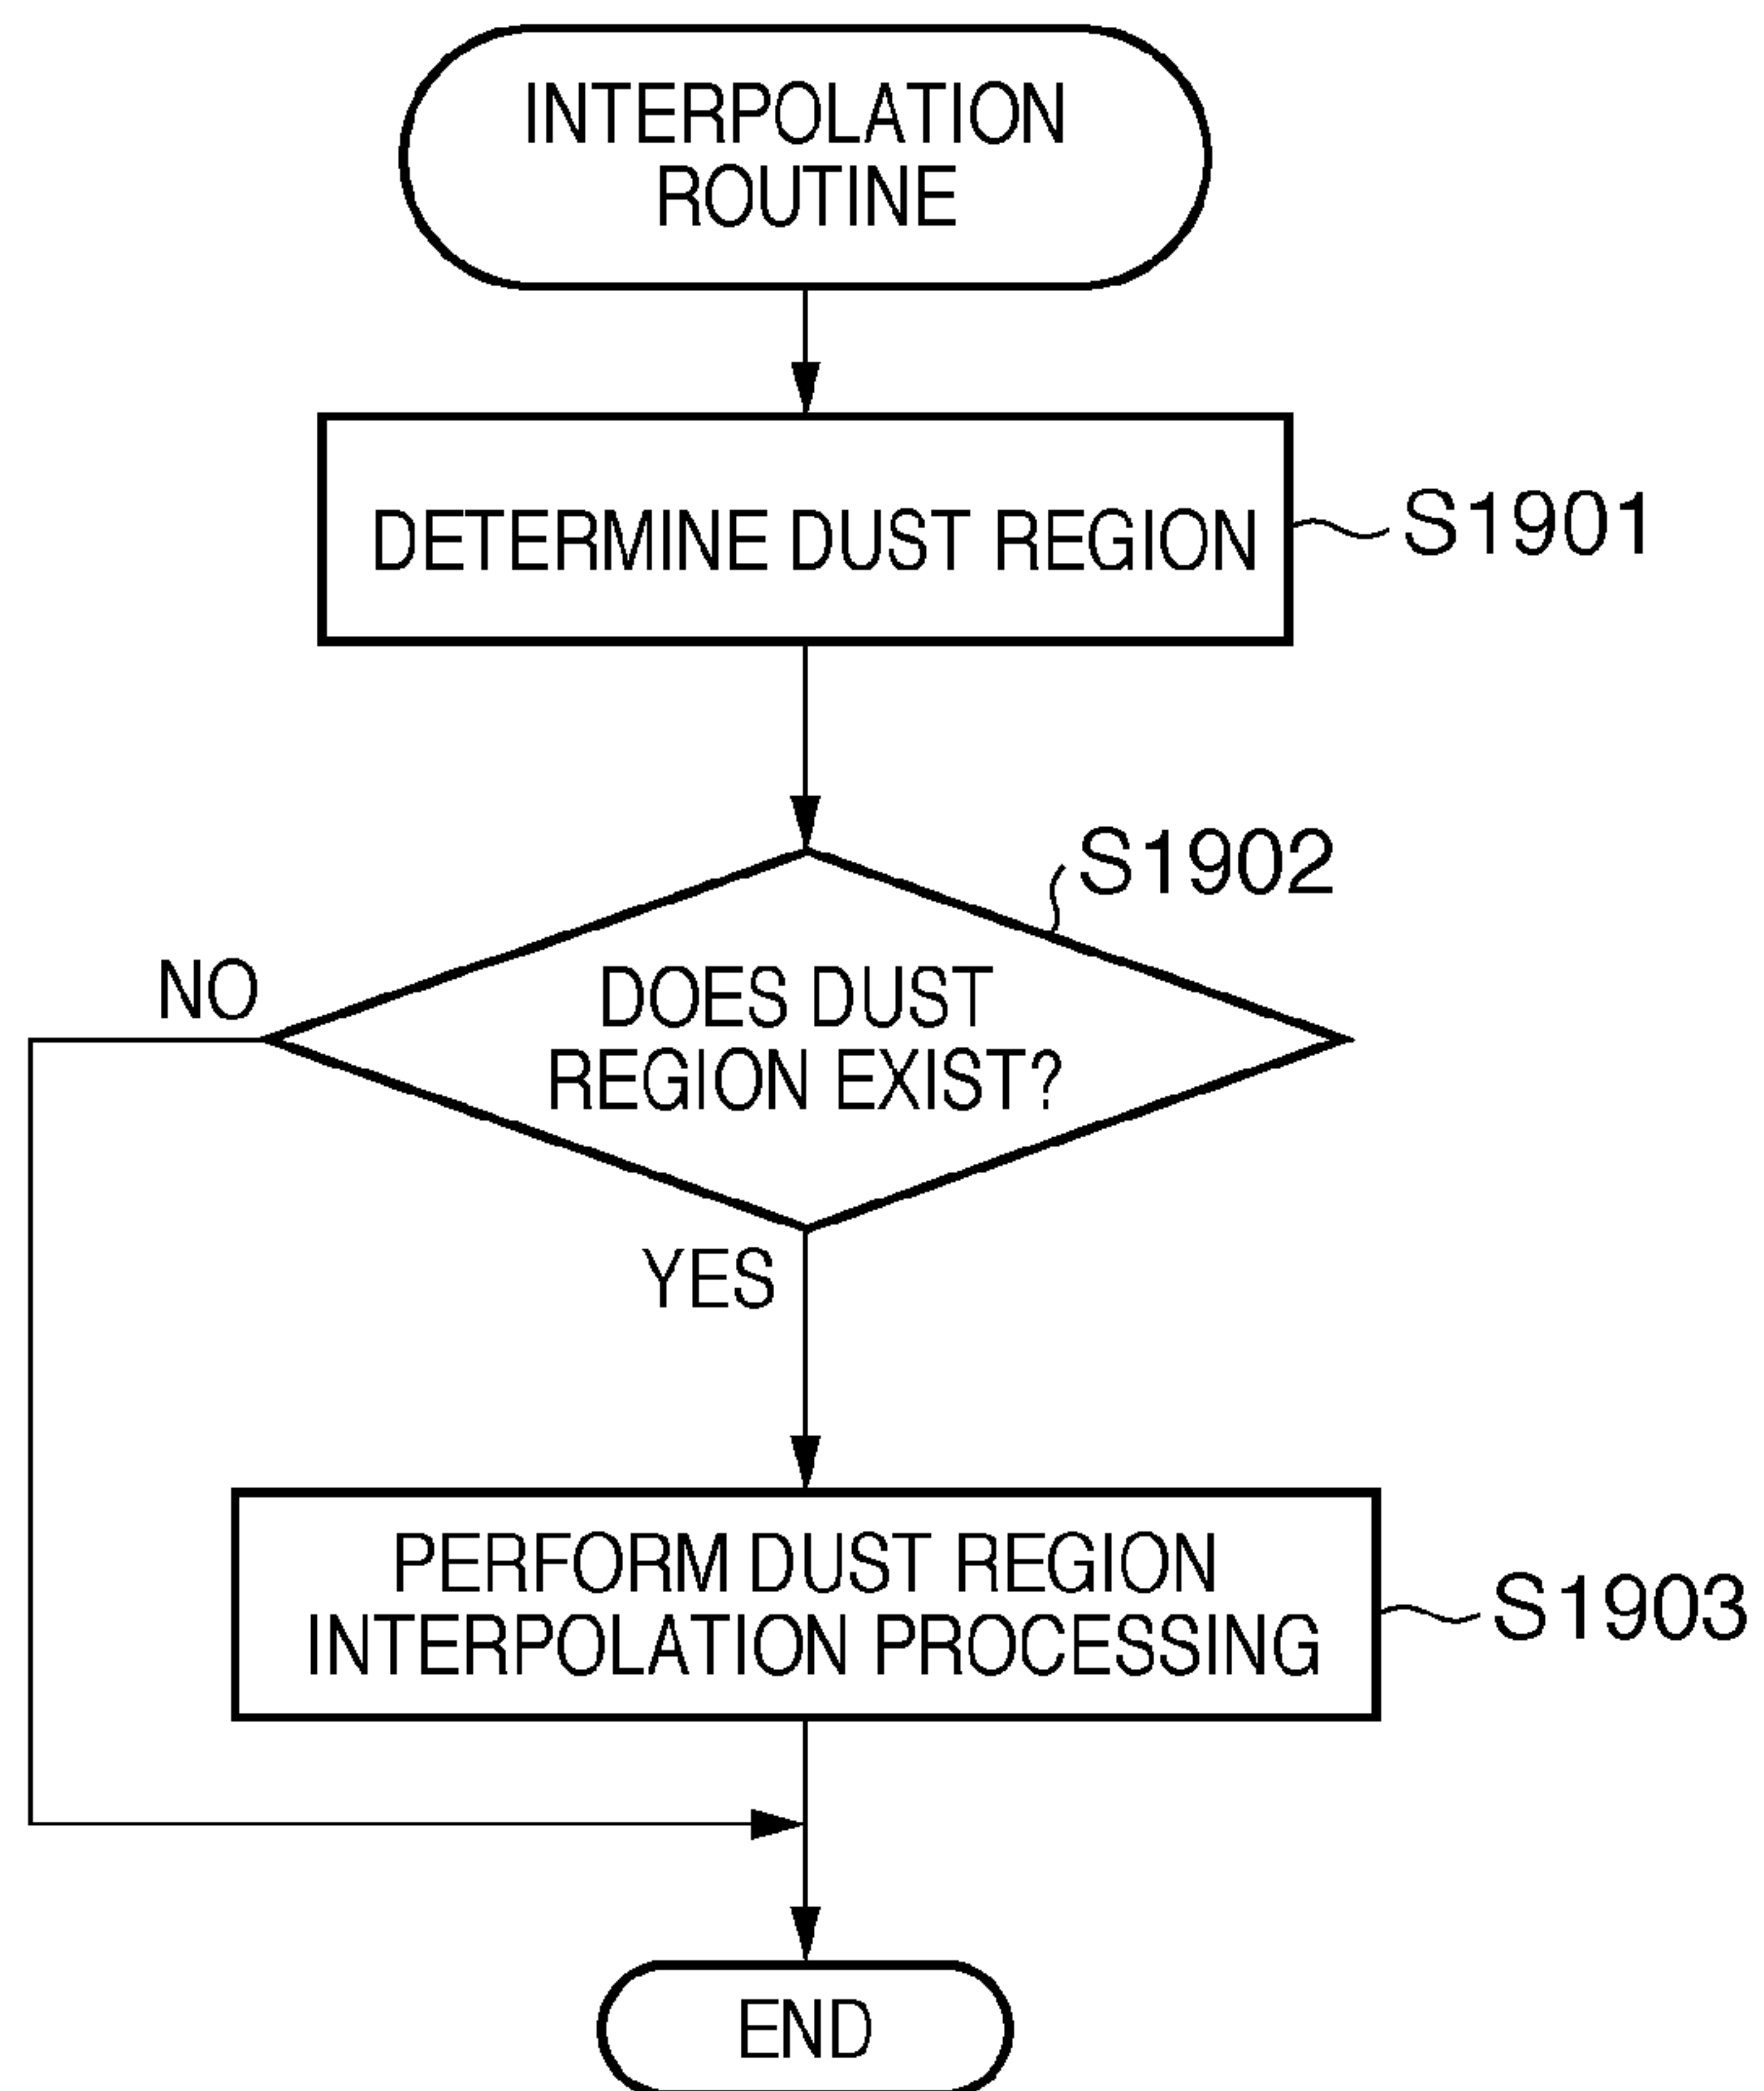 INTERPOLATION
ROUTINE
DETERMINE DUST REGION
S1901
S1902
NO
DOES DUST
REGION EXIST?
YES
PERFORM DUST REGION
INTERPOLATION PROCESSING
S1903
END